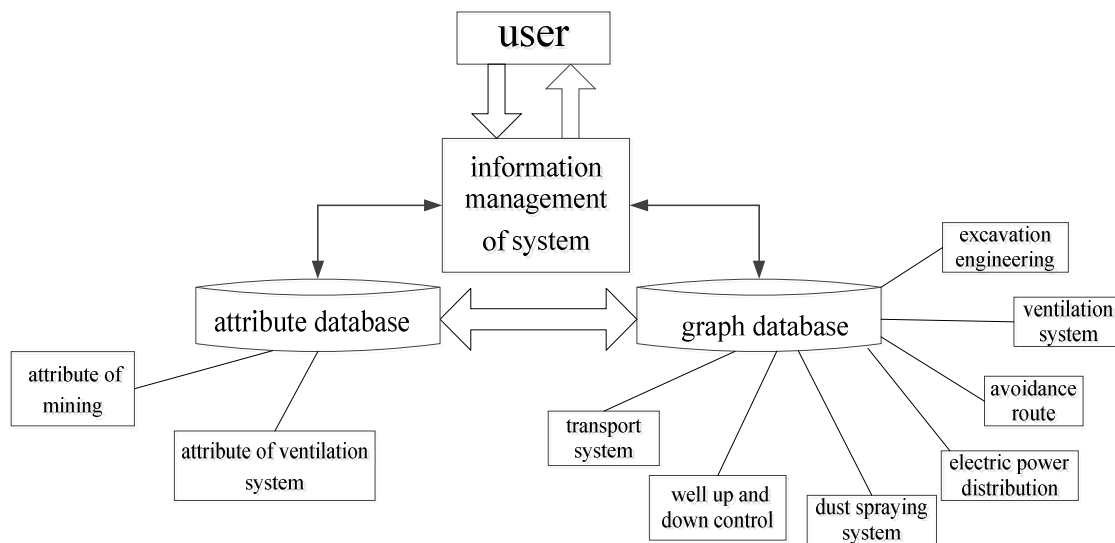 user
information
management
of system
attribute database
graph database
excavation
engineering
ventilation
system
attribute of
mining
avoidance
route
transport
system
attribute of ventilation
system
electric power
distribution
well up and
down control
dust spraying
system